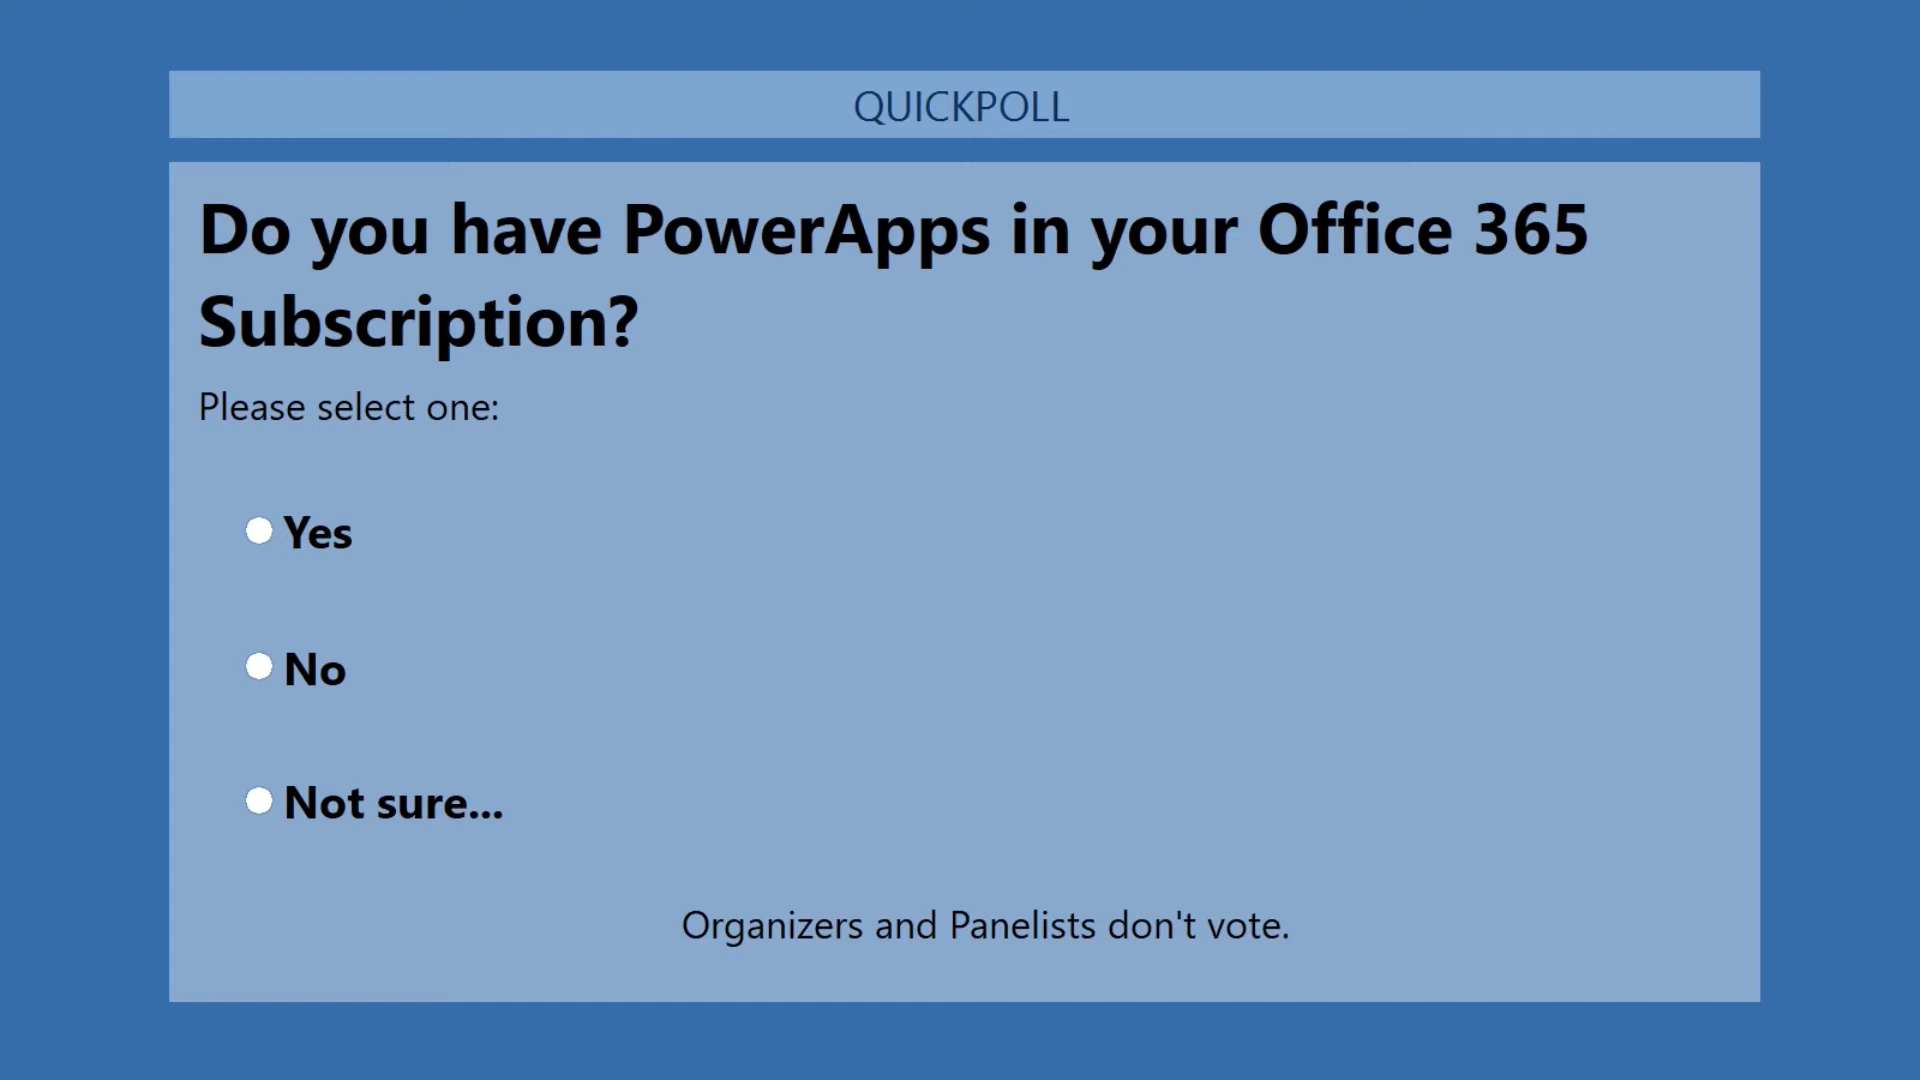 QUICKPOLL
Do you have PowerApps in your Office 365
Subscription?
Please select one:
Yes
No
Not sure...
Organizers and Panelists don't vote.